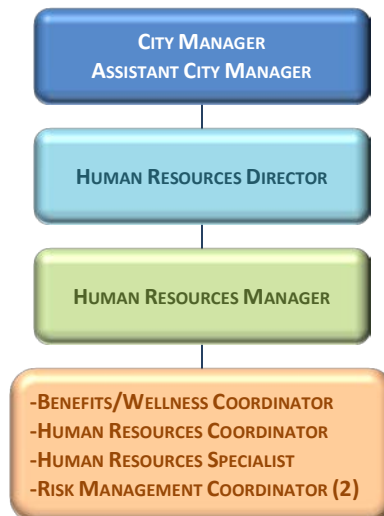 CITY MANAGER
ASSISTANT CITY MANAGER
HUMAN RESOURCES DIRECTOR
HUMAN RESOURCES MANAGER
-BENEFITS/WELLNESS COORDINATOR
-HUMAN RESOURCES COORDINATOR
-HUMAN RESOURCES SPECIALIST
-RISK MANAGEMENT COORDINATOR (2)